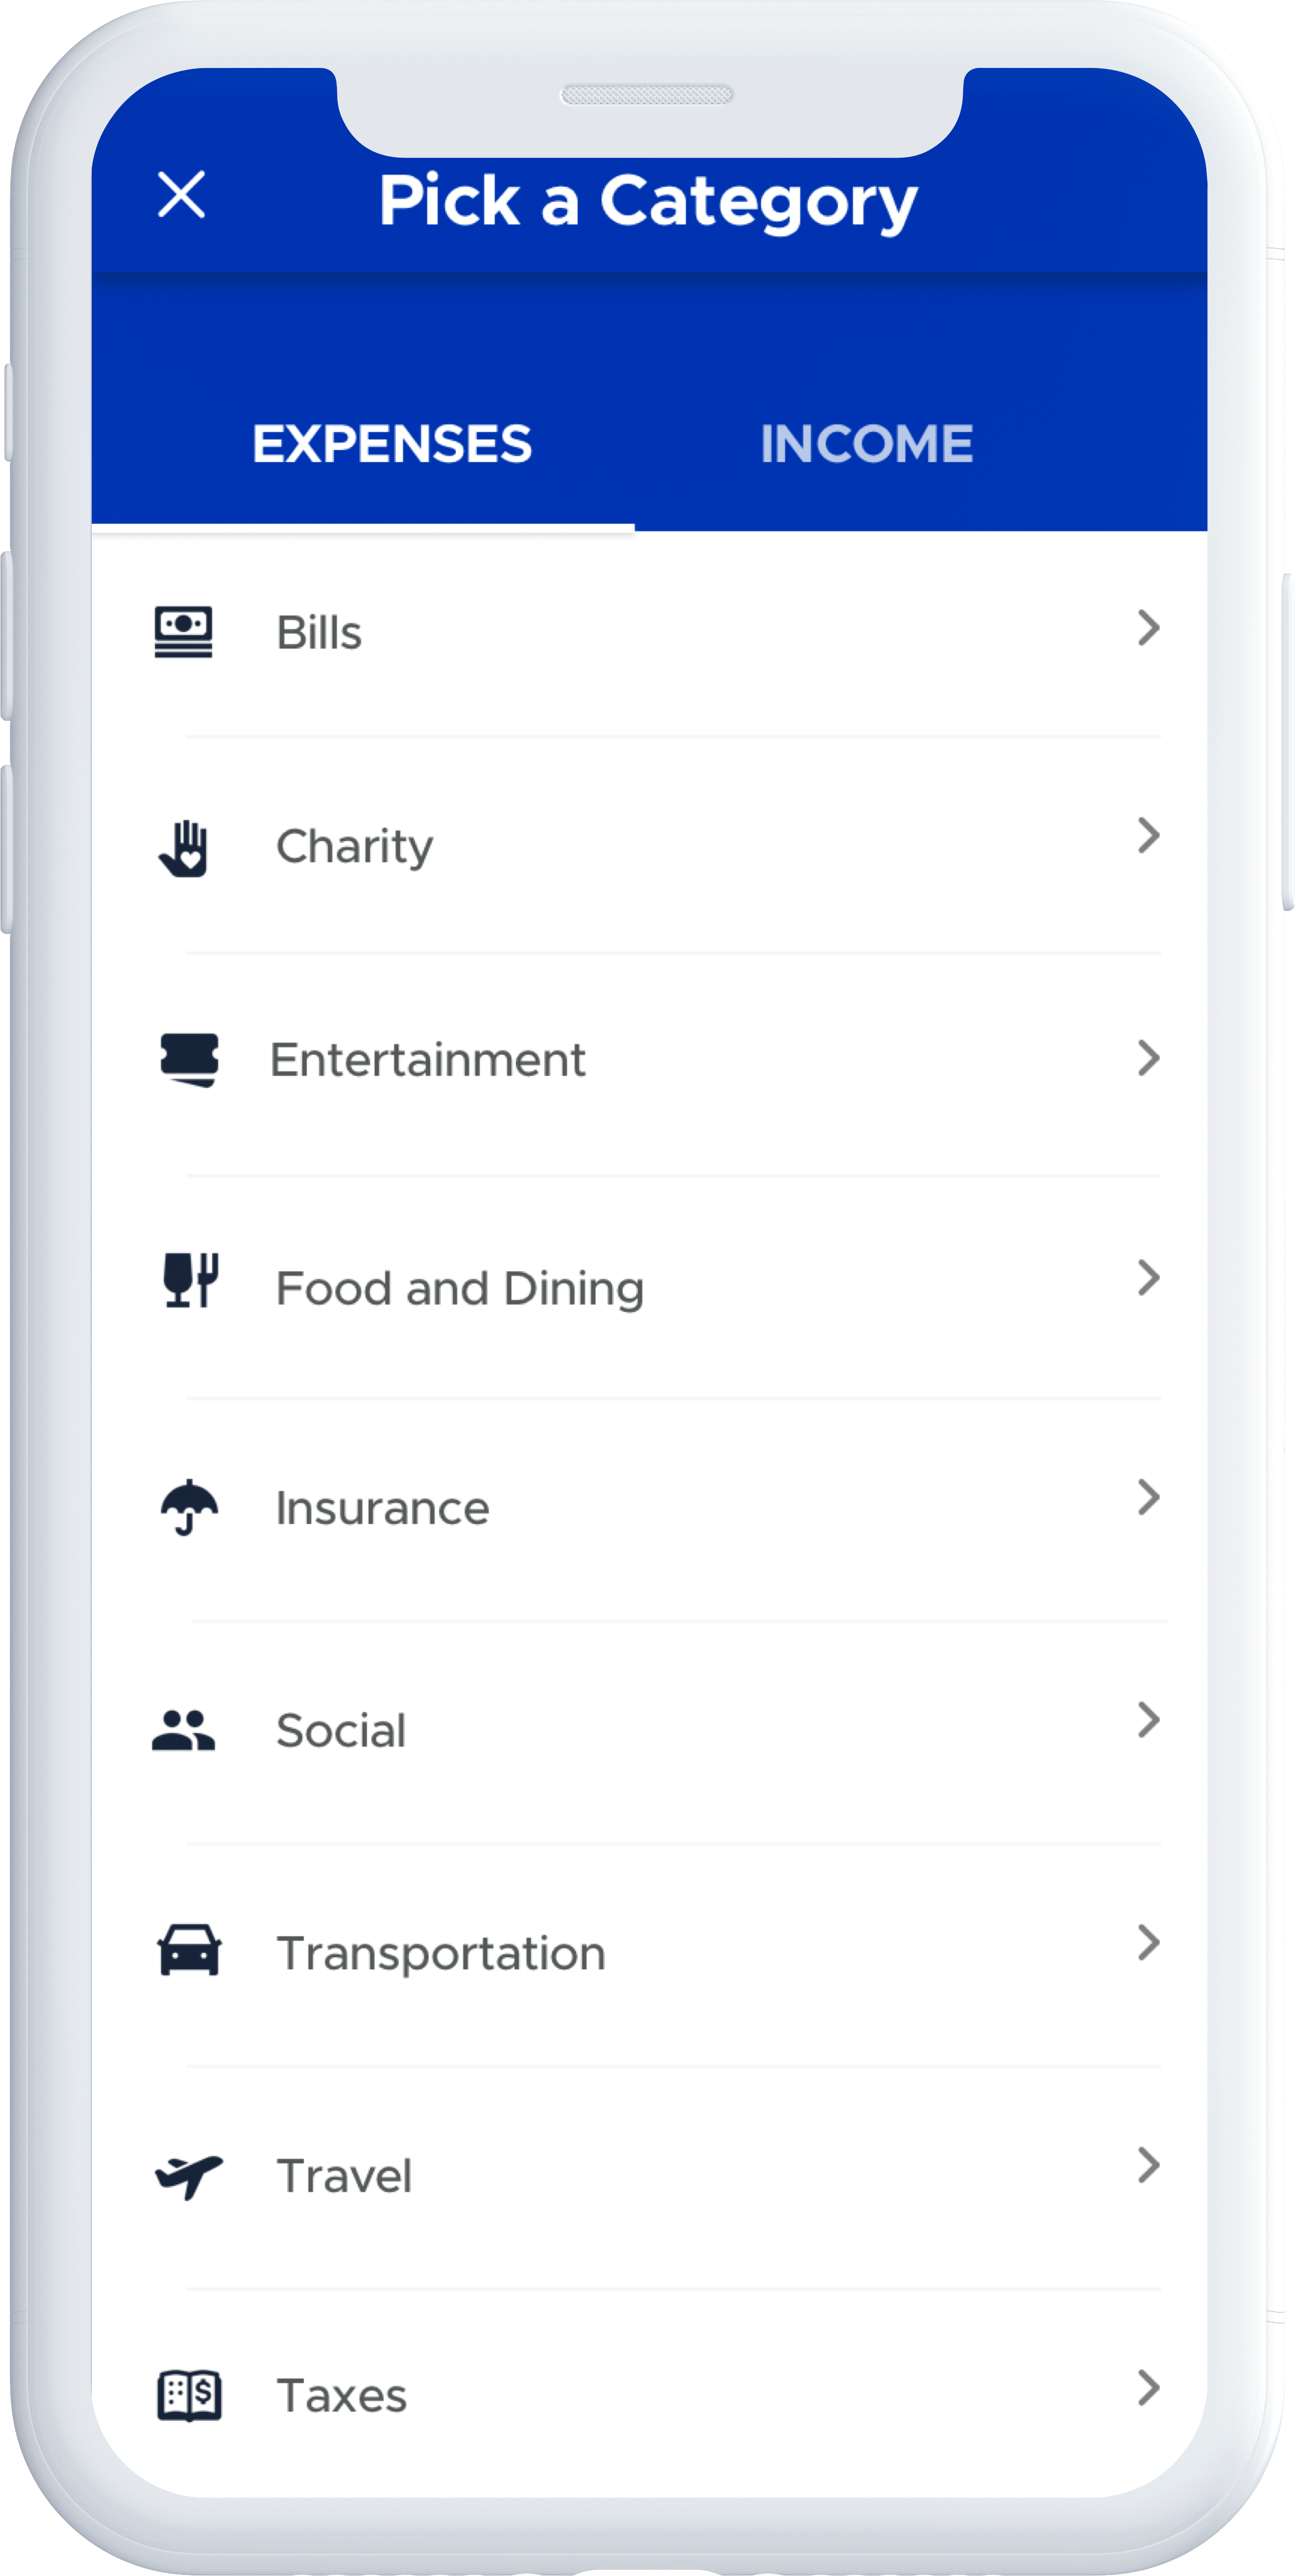 Pick a Category
EXPENSES
INCOME
Bills
Charity
Entertainment
Food and Dining
Insurance
Social
Transportation
Travel
Taxes